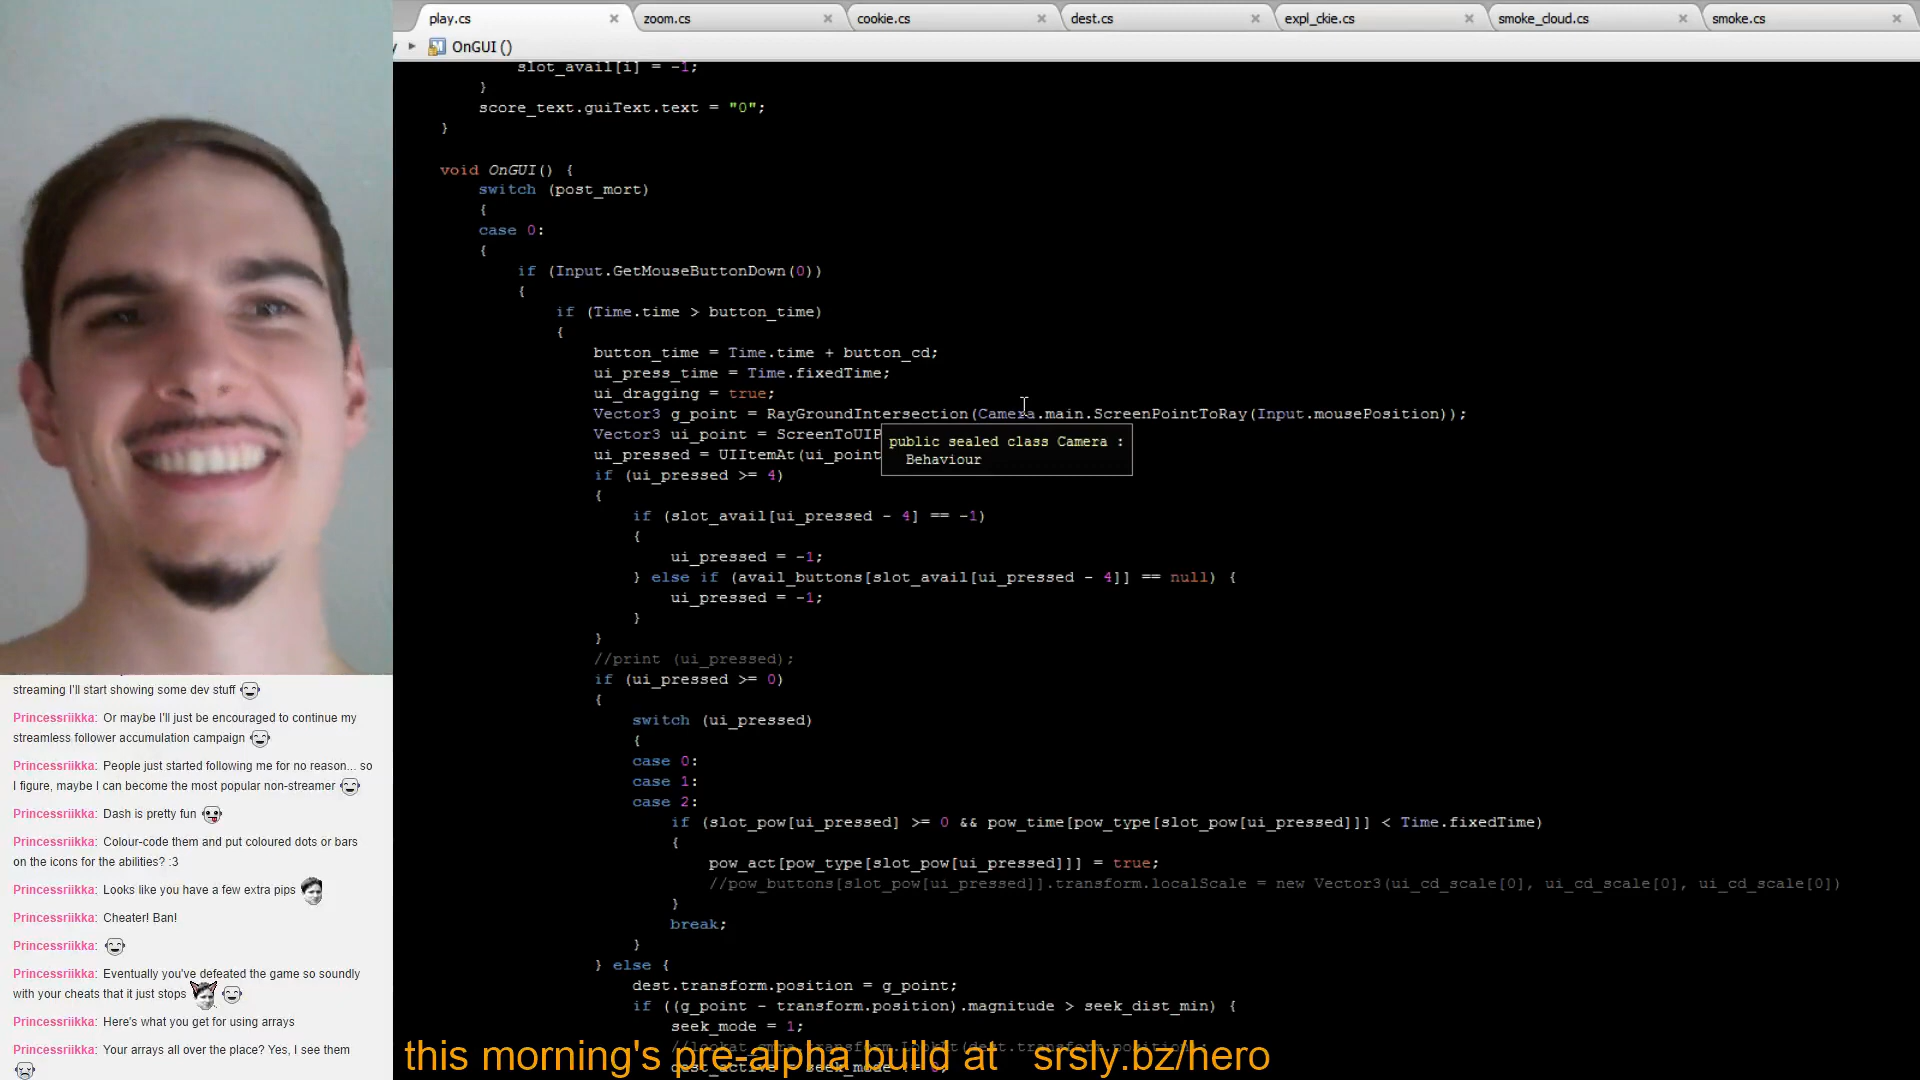 play.cs
zoom.cs
cookie.cs
dest.cs
expl_ckie.cs
smoke_cloud.cs
smoke.cs
OnGUI ()
slot_avail[i] = -1;
}
score_text.guiText.text = "0";
}
void OnGUI() {
switch (post_mort)
{
case 0:
{
if (Input.GetMouseButtonDown(0))
{
if (Time.time > button_time)
{
button_time = Time.time + button_cd;
ui_press_time = Time.fixedTime;
ui_dragging = true;
Vector3 g_point = RayGroundIntersection(Camera.main.ScreenPointToRay(Input.mousePosition));
Vector3 ui_point = ScreenToUIP
ui_pressed = UIItemAt(ui_point
public sealed class Camera :
Behaviour
if (ui_pressed >= 4)
{
if (slot_avail[ui_pressed - 4] == -1)
{
ui_pressed = -1;
} else if (avail_buttons[slot_avail[ui_pressed - 4]] == null) {
ui_pressed = -1;
}
}
//print (ui_pressed);
if (ui_pressed >= 0)
{
switch (ui_pressed)
{
case 0:
case 1:
case 2:
if (slot_pow[ui_pressed] >= 0 && pow_time[pow_type[slot_pow[ui_pressed]]] < Time.fixedTime)
{
pow_act[pow_type[slot_pow[ui_pressed]]] = true;
//pow_buttons[slot_pow[ui_pressed]].transform.localScale = new Vector3(ui_cd_scale[0], ui_cd_scale[0], ui_cd_scale[0])
}
break;
}
} else {
dest.transform.position = g_point;
if ((g_point - transform.position).magnitude > seek_dist_min) {
seek_mode = 1;
this morning's pre-alpha build at srsly.bz/hero
streaming I'll start showing some dev stuff
Princessriikka: Or maybe I'll just be encouraged to continue my
streamless follower accumulation campaign
Princessriikka: People just started following me for no reason... so
I figure, maybe I can become the most popular non-streamer
Princessriikka: Dash is pretty fun
Princessriikka: Colour-code them and put coloured dots or bars
on the icons for the abilities? :3
Princessriikka: Looks like you have a few extra pips
Princessriikka: Cheater! Ban!
Princessriikka:
Princessriikka: Eventually you've defeated the game so soundly
with your cheats that it just stops
Princessriikka: Here's what you get for using arrays
Princessriikka: Your arrays all over the place? Yes, I see them